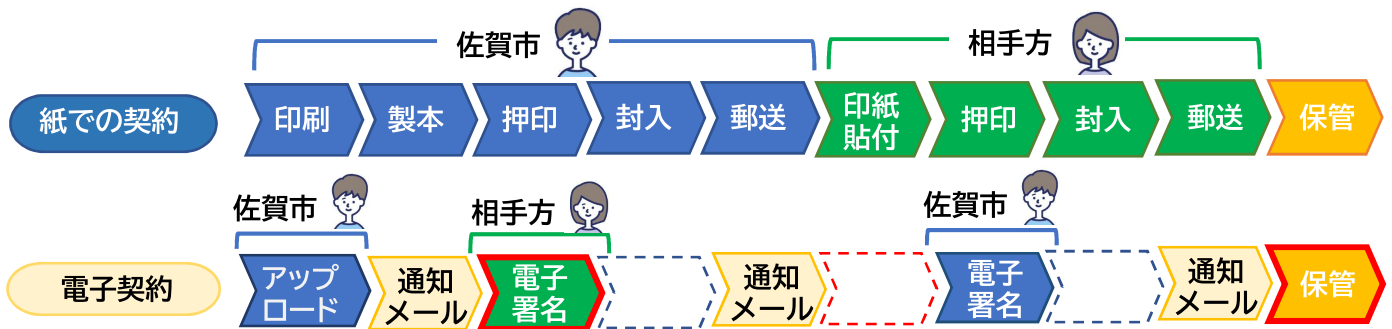 佐賀市
相手方
紙での契約
印刷
製本
押印
封入
郵送
印紙
貼付
押印
封入
郵送
保管
佐賀市
相手方
佐賀市
電子契約
アップ
ロード
通知
メール
電子
署名
通知
メール
電子
署名
通知
メール
保管